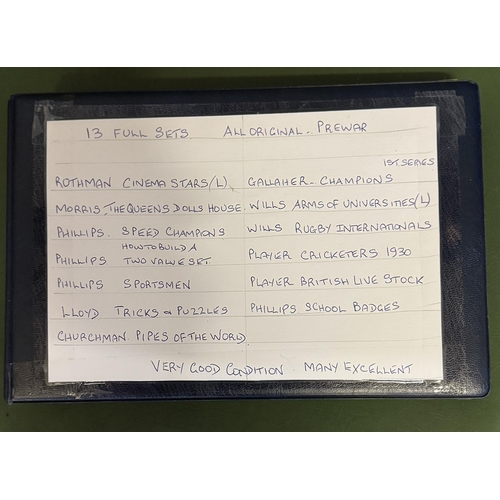 13 FULL SETS. ALL ORIGINAL - PREWAR
1ST SERIES
ROTHMAN CINEMA STARS (L) GALLAHER - CHAMPIONS
MORRIS. THE QUEENS DOLLS HOUSE. WILLS ARMS OF UNIVERSITIES (L)
PHILLIPS. SPEED CHAMPIONS WILLS RUGBY INTERNATIONALS
HOW TO BUILD A
PHILLIPS TWO VALVE SET PLAYER CRICKETERS 1930
PHILLIPS SPORTSMEN PLAYER BRITISH LIVE STOCK
LLOYD TRICKS & PUZZLES PHILLIPS SCHOOL BADGES
CHURCHMAN. PIPES OF THE WORLD
VERY GOOD CONDITION MANY EXCELLENT